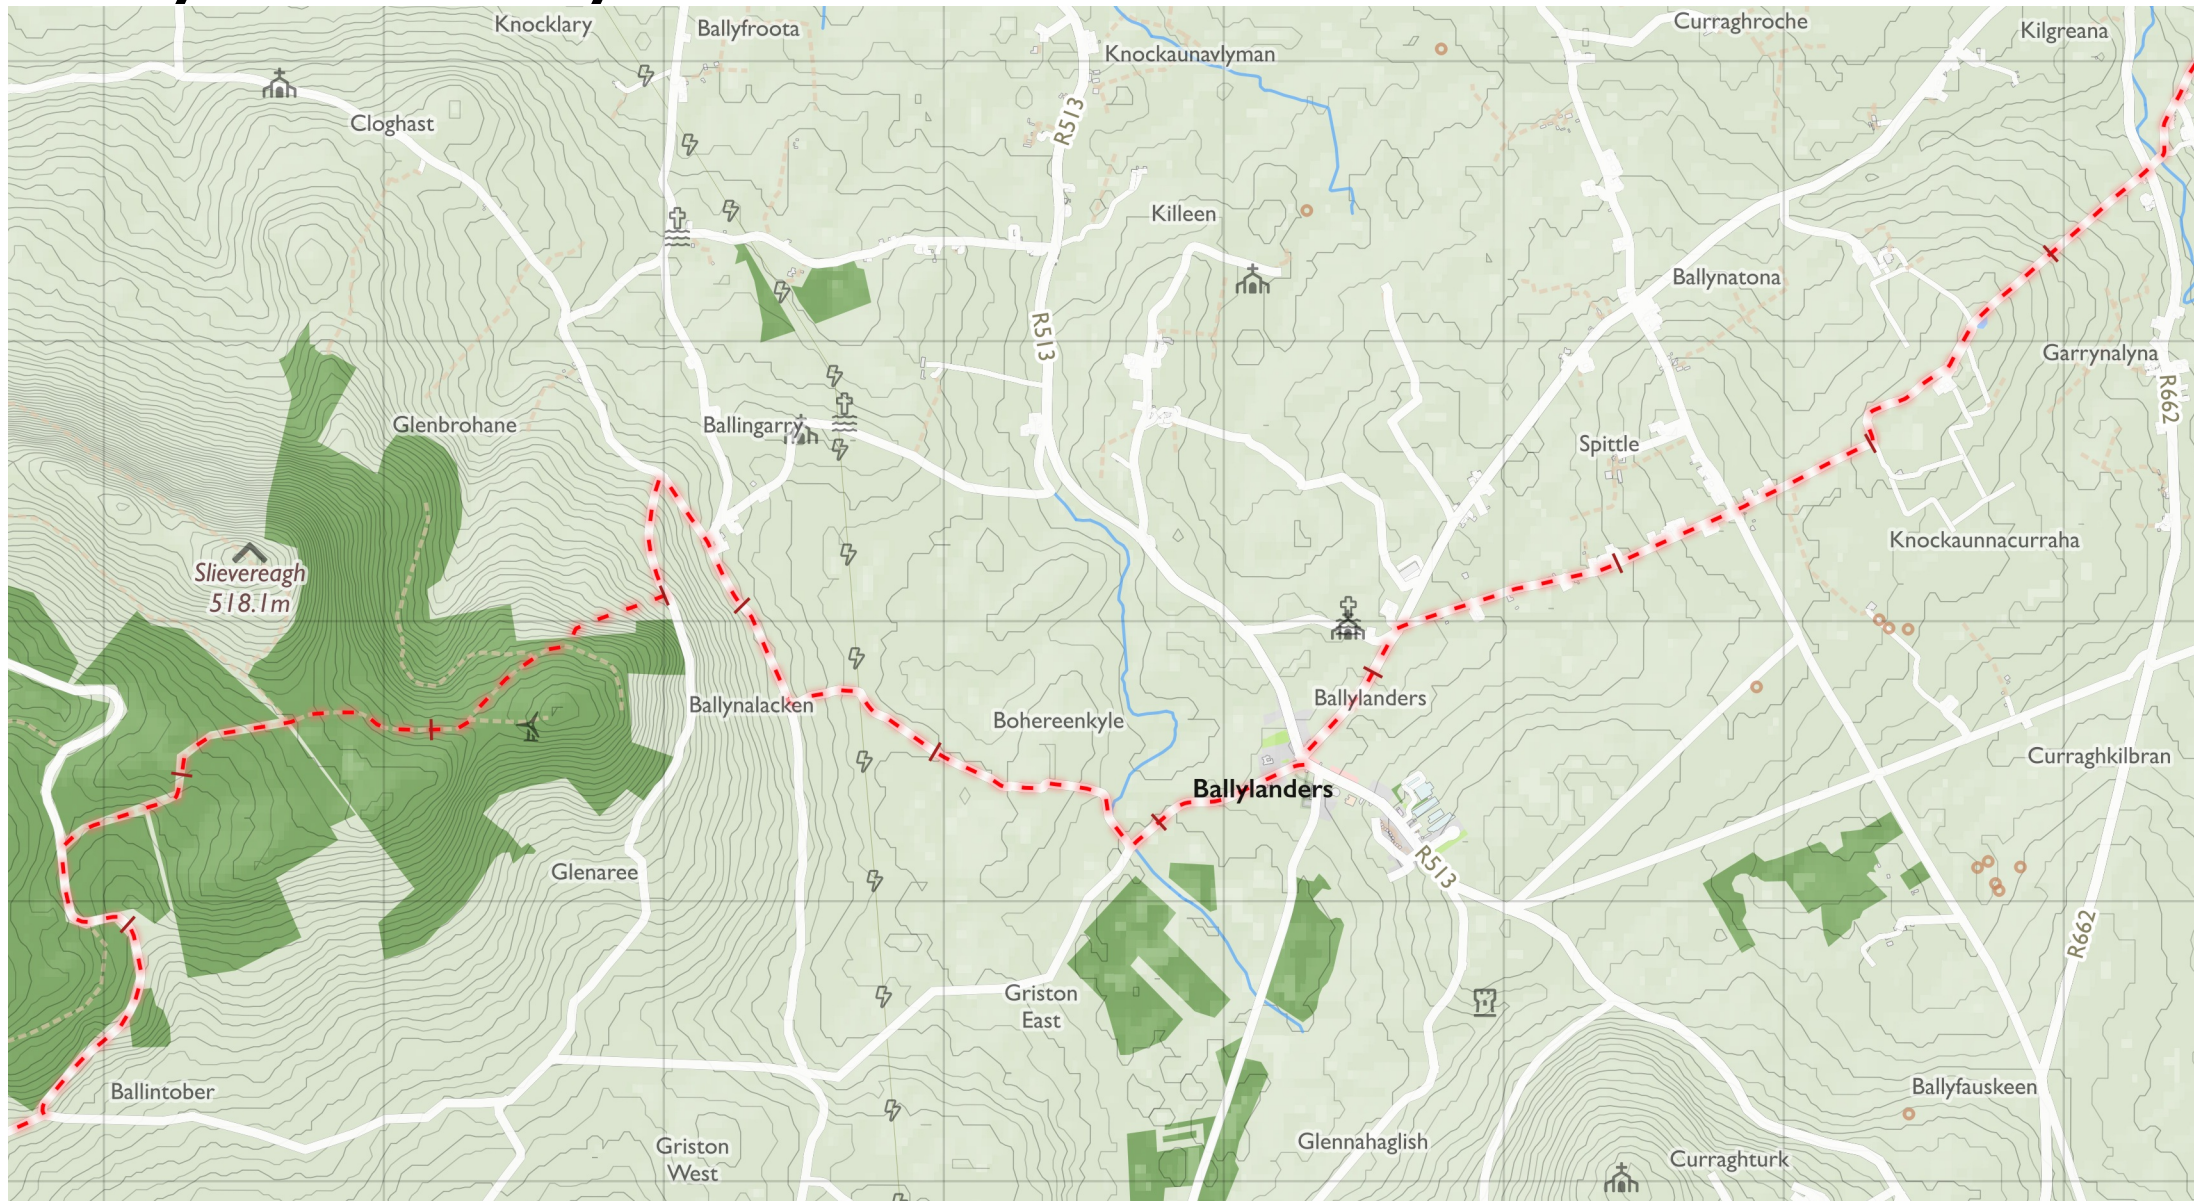 Knocklary
Ballyfroota
Knockaunavlyman
Curraghroche
Kilgreana
Cloghast
R513
Killeen
Ballynatona
R513
Garrynalyna
R662
Glenbrohane
Ballingarry
Spittle
Knockaunnacurraha
Slievereagh
518.1m
Ballynalacken
Bohereenkyle
Ballylanders
Curraghkilbran
Ballylanders
Glenaree
R513
R662
Griston
East
Ballintober
Ballyfauskeen
Griston
West
Glennahaglish
Curraghturk